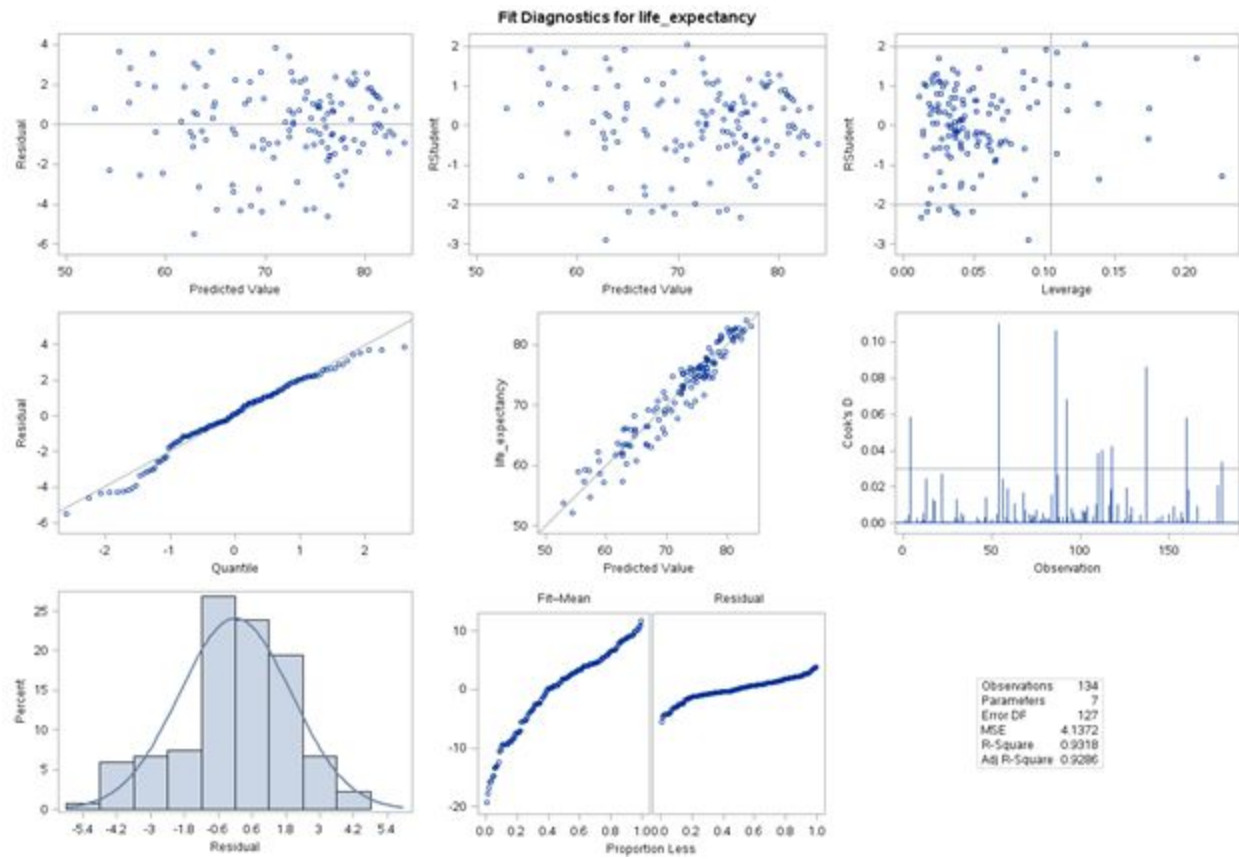 Fit Diagnostics for life_expectancy
4
2
0
-2
-4
-6
Residual
50 60 70 80
Predicted Value
2
1
0
-1
-2
-3
RStudent
50 60 70 80
Predicted Value
2
1
0
-1
-2
-3
RStudent
0.00 0.05 0.10 0.15 0.20
Leverage
4
2
0
-2
-4
-6
Residual
-2 -1 0 1 2
Quantile
80
70
60
50
life_expectancy
50 60 70 80
Predicted Value
0.10
0.08
0.06
0.04
0.02
0.00
Cook's D
0 50 100 150
Observation
25
20
15
10
5
0
Percent
-5.4 -4.2 -3 -1.8 -0.6 0.6 1.8 3 4.2 5.4
Residual
Fit–Mean Residual
10
0
-10
-20
0.0 0.2 0.4 0.6 0.8 1.0 0.0 0.2 0.4 0.6 0.8 1.0
Proportion Less
Observations 134
Parameters 7
Error DF 127
MSE 4.1372
R-Square 0.9318
Adj R-Square 0.9286